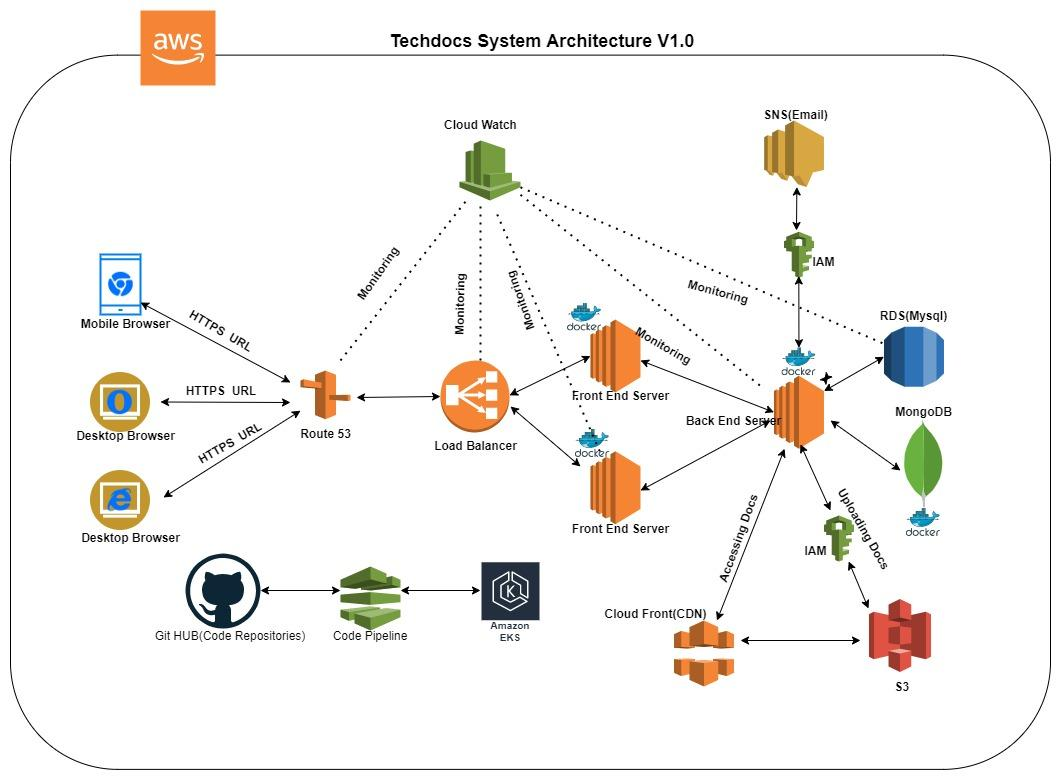 aws
Techdocs System Architecture V1.0
SNS(Email)
Cloud Watch
IAM
Monitoring
Monitoring
Monitoring
Monitoring
Monitoring
Mobile Browser
HTTPS URL
docker
docker
RDS(Mysql)
Desktop Browser
HTTPS URL
Route 53
Load Balancer
Front End Server
Back End Server
MongoDB
HTTPS URL
docker
Desktop Browser
Front End Server
docker
Accessing Docs
Uploading Docs
IAM
Git HUB(Code Repositories)
Code Pipeline
K
Amazon
EKS
Cloud Front(CDN)
S3